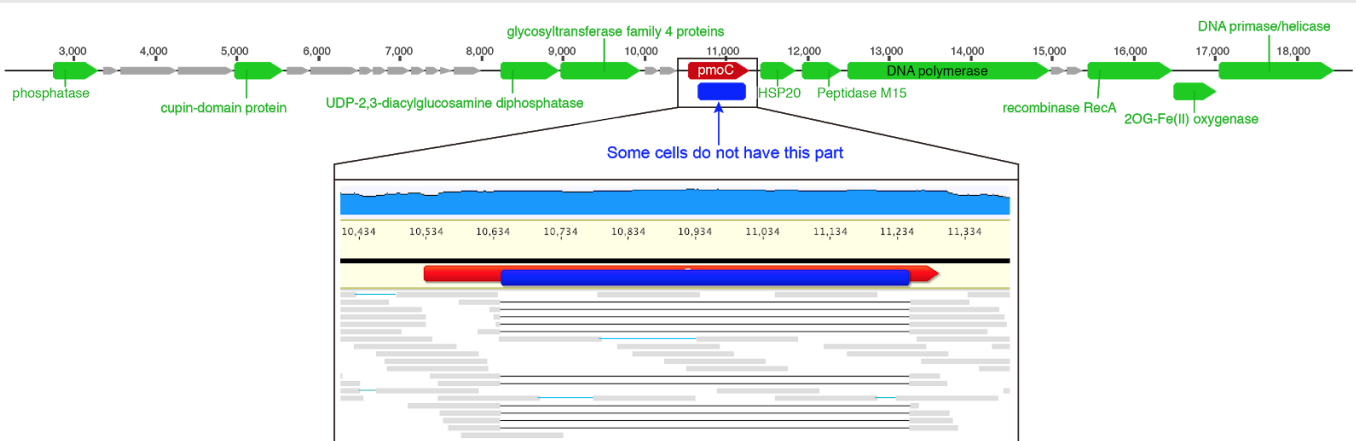 DNA primase/helicase
glycosyltransferase family 4 proteins
3,000 4,000 5,000 6,000 7,000 8,000 9,000 10,000 11,000 12,000 13,000 14,000 15,000 16,000 17,000 18,000
pmoC DNA polymerase
phosphatase HSP20 Peptidase M15
cupin-domain protein UDP-2,3-diacylglucosamine diphosphatase recombinase RecA
2OG-Fe(II) oxygenase
Some cells do not have this part
10,434 10,534 10,634 10,734 10,834 10,934 11,034 11,134 11,234 11,334